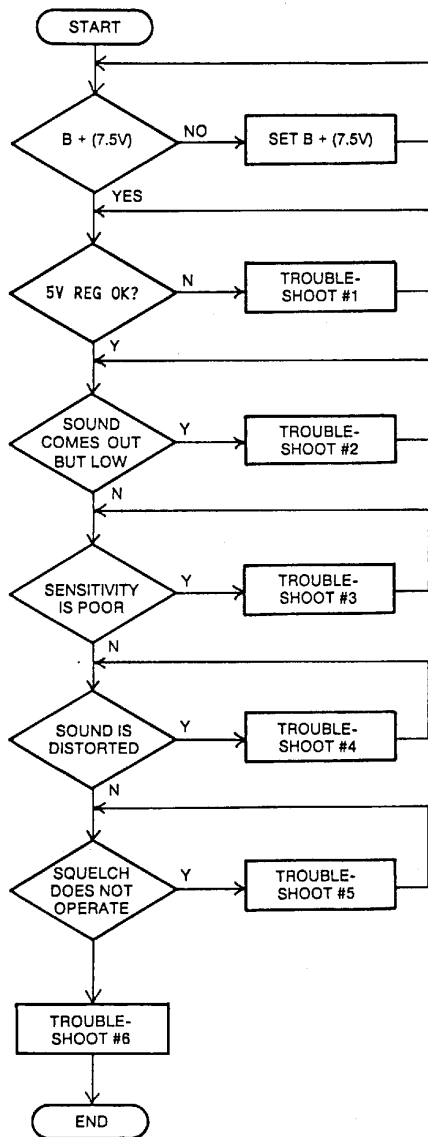 START
B + (7.5V)
NO
SET B + (7.5V)
YES
5V REG OK?
N
TROUBLE-
SHOOT #1
Y
SOUND
COMES OUT
BUT LOW
Y
TROUBLE-
SHOOT #2
N
SENSITIVITY
IS POOR
Y
TROUBLE-
SHOOT #3
N
SOUND IS
DISTORTED
Y
TROUBLE-
SHOOT #4
N
SQUELCH
DOES NOT
OPERATE
Y
TROUBLE-
SHOOT #5
TROUBLE-
SHOOT #6
END